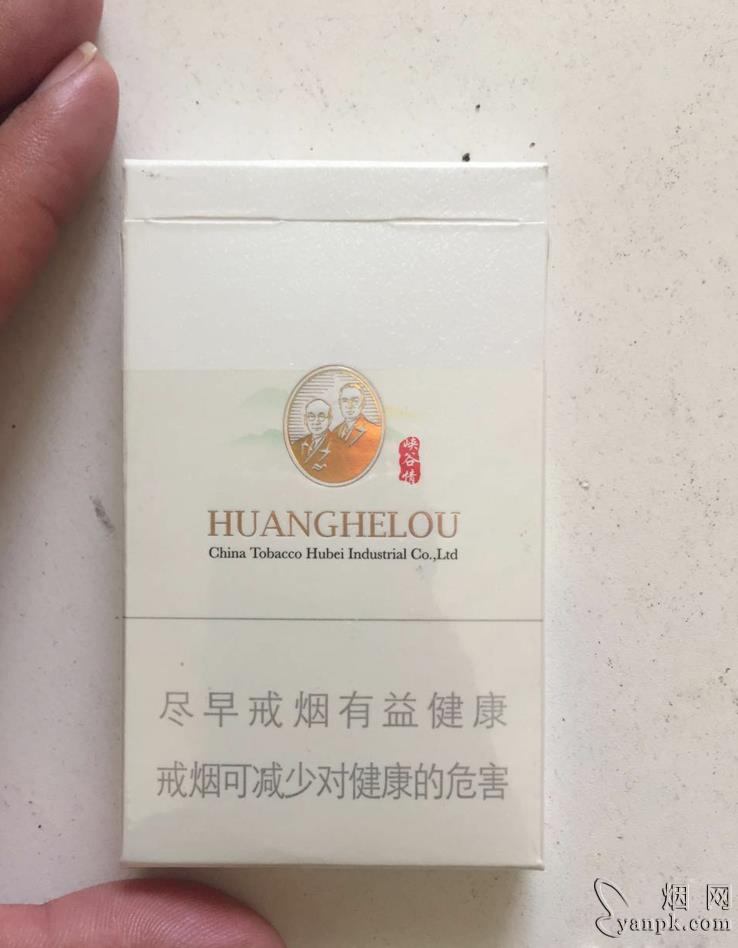 峡谷情
HUANGHELOU
China Tobacco Hubei Industrial Co.,Ltd
尽早戒烟有益健康
戒烟可减少对健康的危害
烟网
yanpk.com